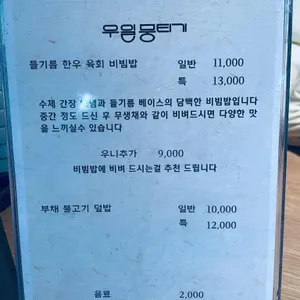 우일뭉티기
들기름 한우 육회 비빔밥 일반 11,000
특 13,000
수제 간장 양념과 들기름 베이스의 담백한 비빔밥입니다
중간 정도 드신 후 무생채와 같이 비벼드시면 다양한 맛
을 느끼실수 있습니다
우니추가 9,000
비빔밥에 비벼 드시는걸 추천 드립니다
부채 불고기 덮밥 일반 10,000
특 12,000
음료 2,000